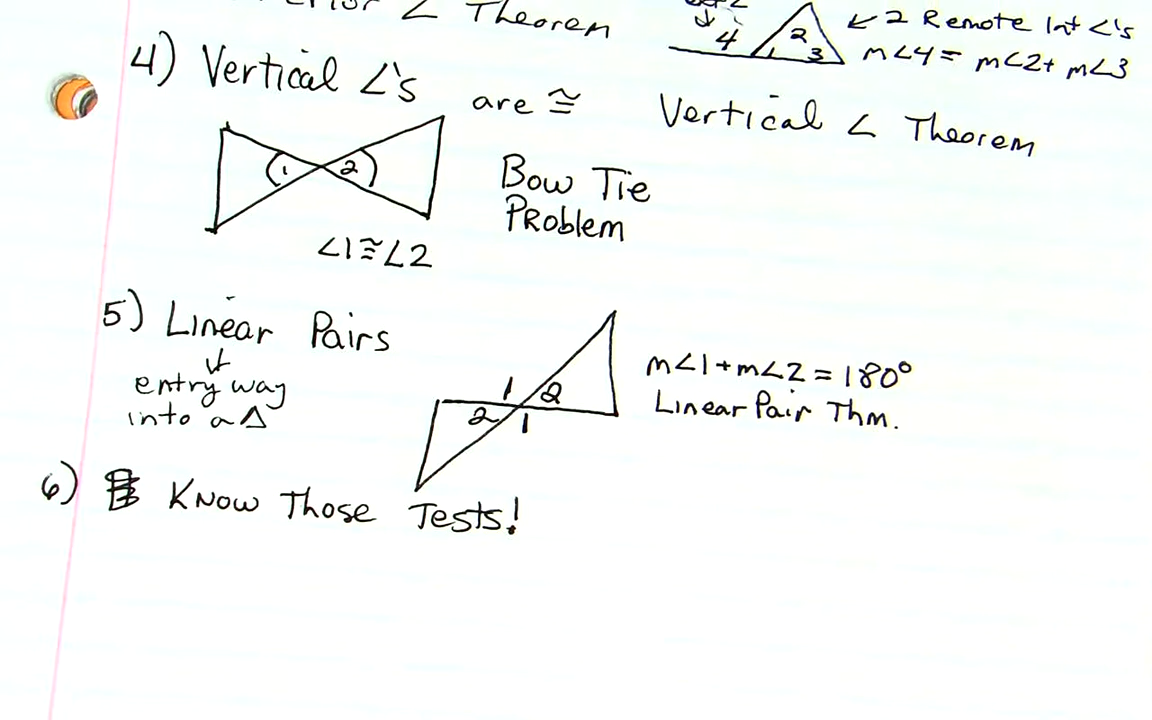 ∠ Theorem
4
2
1
3
2 Remote Int ∠'s
m∠4 = m∠2 + m∠3
4) Vertical ∠'s are ≅ Vertical ∠ Theorem
1
2
Bow Tie
Problem
∠1≅∠2
5) Linear Pairs
entry way
into a Δ
1
2
2
1
m∠1+m∠2=180°
Linear Pair Thm.
6) Know Those Tests!